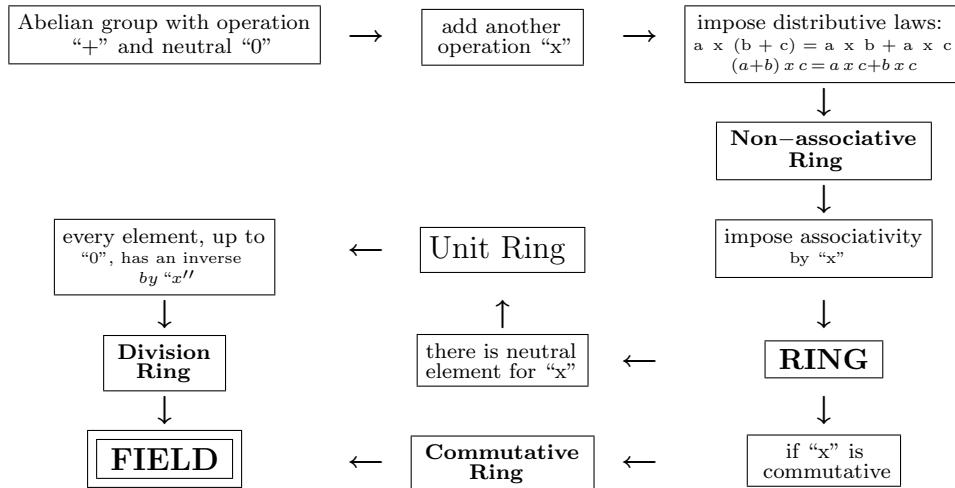 Abelian group with operation
“+” and neutral “0”
→
add another
operation “x”
→
impose distributive laws:
a x (b + c) = a x b + a x c
(a+b) x c = a x c+b x c
↓
Non−associative
Ring
↓
every element, up to
“0”, has an inverse
by “x″
←
Unit Ring
impose associativity
by “x”
↓
↑
↓
Division
Ring
there is neutral
element for “x”
←
RING
↓
↓
FIELD
←
Commutative
Ring
←
if “x” is
commutative